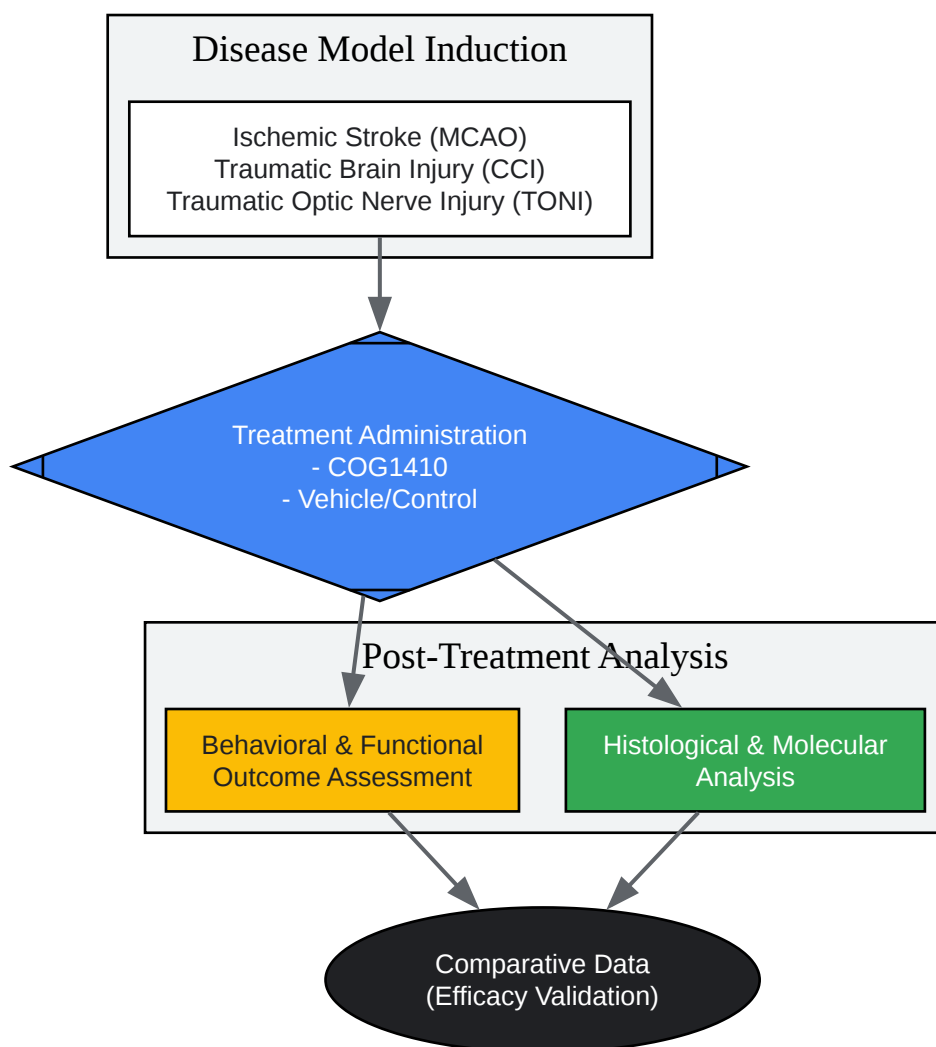 Disease Model Induction
Ischemic Stroke (MCAO)
Traumatic Brain Injury (CCI)
Traumatic Optic Nerve Injury (TONI)
Treatment Administration
- COG1410
- Vehicle/Control
Post-Treatment Analysis
Behavioral & Functional
Outcome Assessment
Histological & Molecular
Analysis
Comparative Data
(Efficacy Validation)